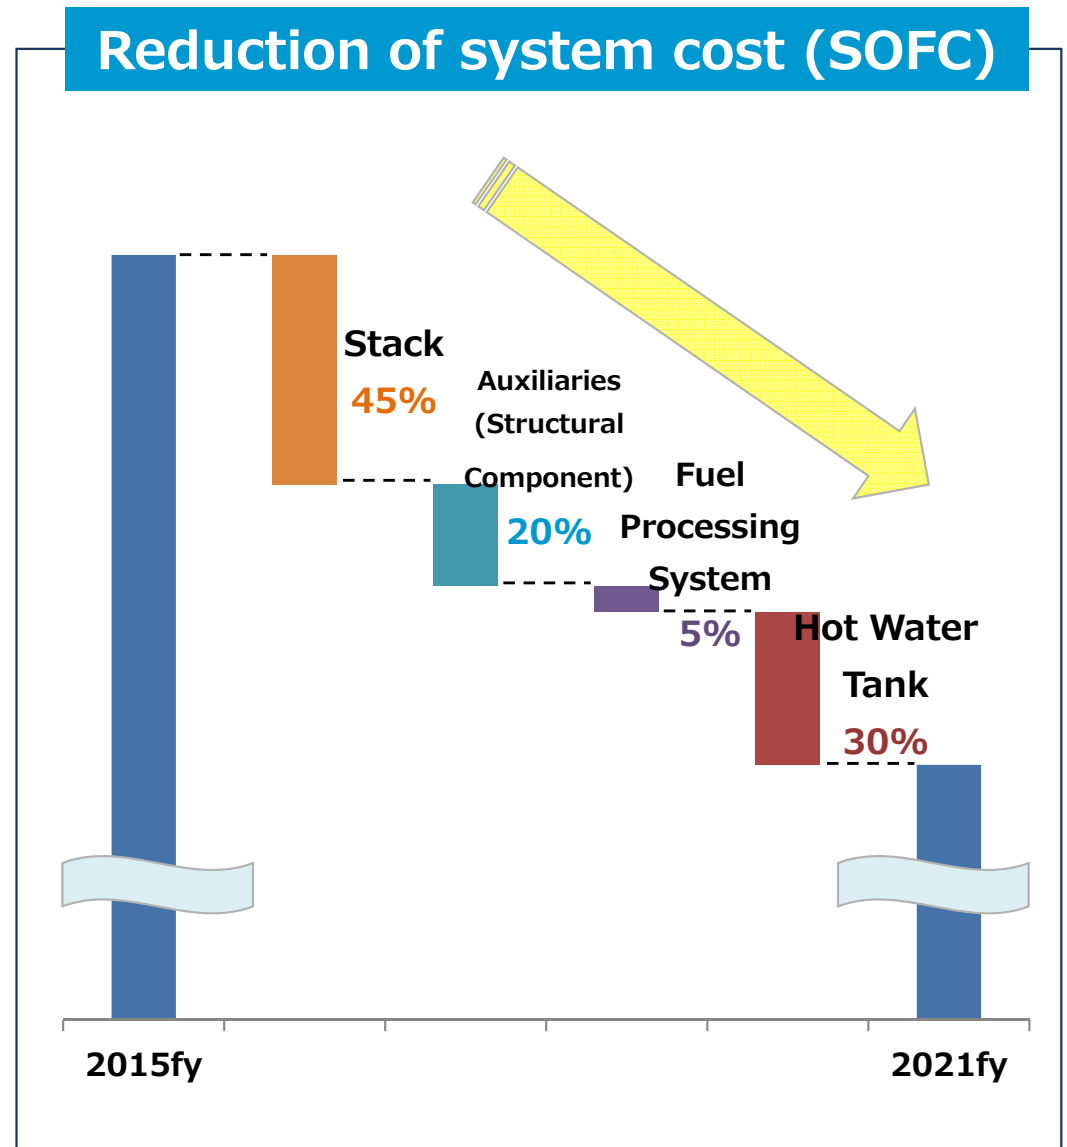 Reduction of system cost (SOFC)
Stack
45%
Auxiliaries
(Structural
Component)
20%
Fuel
Processing
System
5%
Hot Water
Tank
30%
2015fy
2021fy